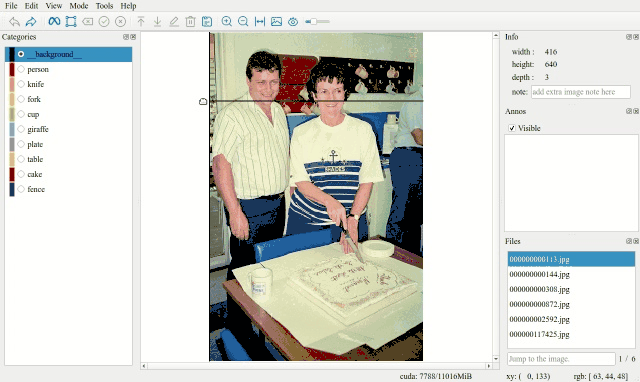 File Edit View Mode Tools Help
Categories
__background__
person
knife
fork
cup
giraffe
plate
table
cake
fence
SHADES
Info
width : 416
height: 640
depth : 3
note: add extra image note here
Annos
Visible
Files
000000000113.jpg
000000000144.jpg
000000000308.jpg
000000000872.jpg
000000002592.jpg
000000117425.jpg
Jump to the image. 1 / 6
cuda: 7788/11016MiB xy: ( 0, 133) rgb: [ 63, 44, 48]